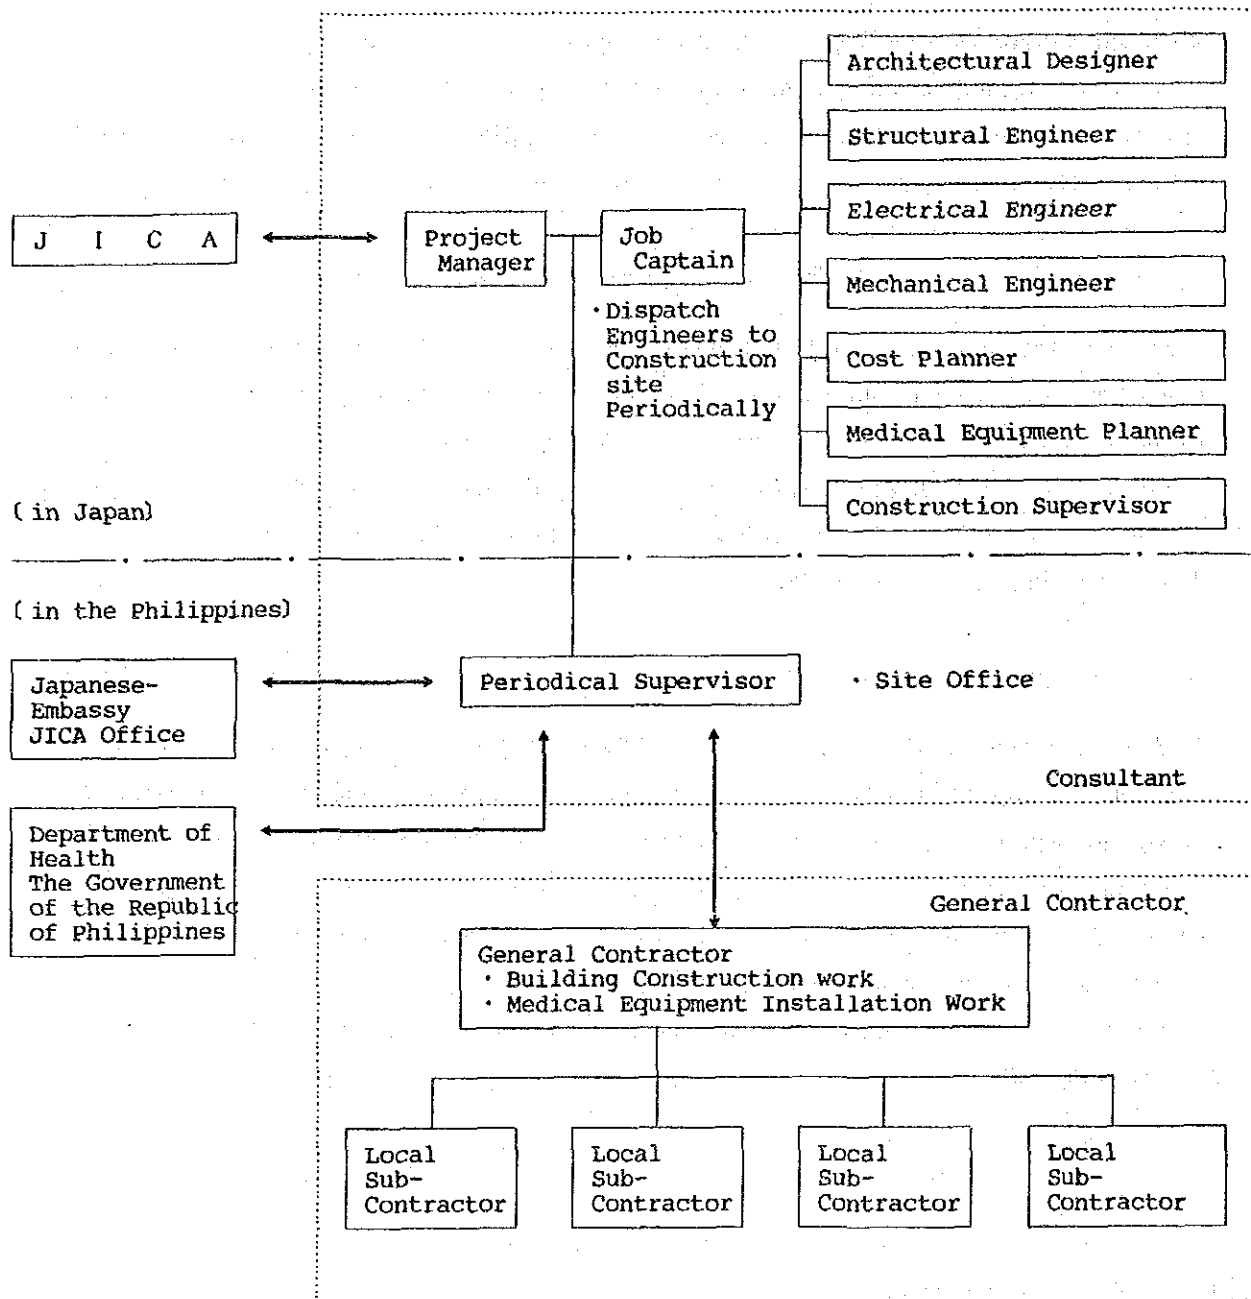 Architectural Designer
Structural Engineer
Electrical Engineer
J I C A
Project
Manager
Job
Captain
Mechanical Engineer
・Dispatch
Engineers to
Construction
site
Periodically
Cost Planner
Medical Equipment Planner
Construction Supervisor
(in Japan)
(in the Philippines)
Japanese-
Embassy
JICA Office
Periodical Supervisor
・Site Office
Consultant
Department of
Health
The Government
of the Republic
of Philippines
General Contractor
General Contractor
・Building Construction work
・Medical Equipment Installation Work
Local
Sub-
Contractor
Local
Sub-
Contractor
Local
Sub-
Contractor
Local
Sub-
Contractor